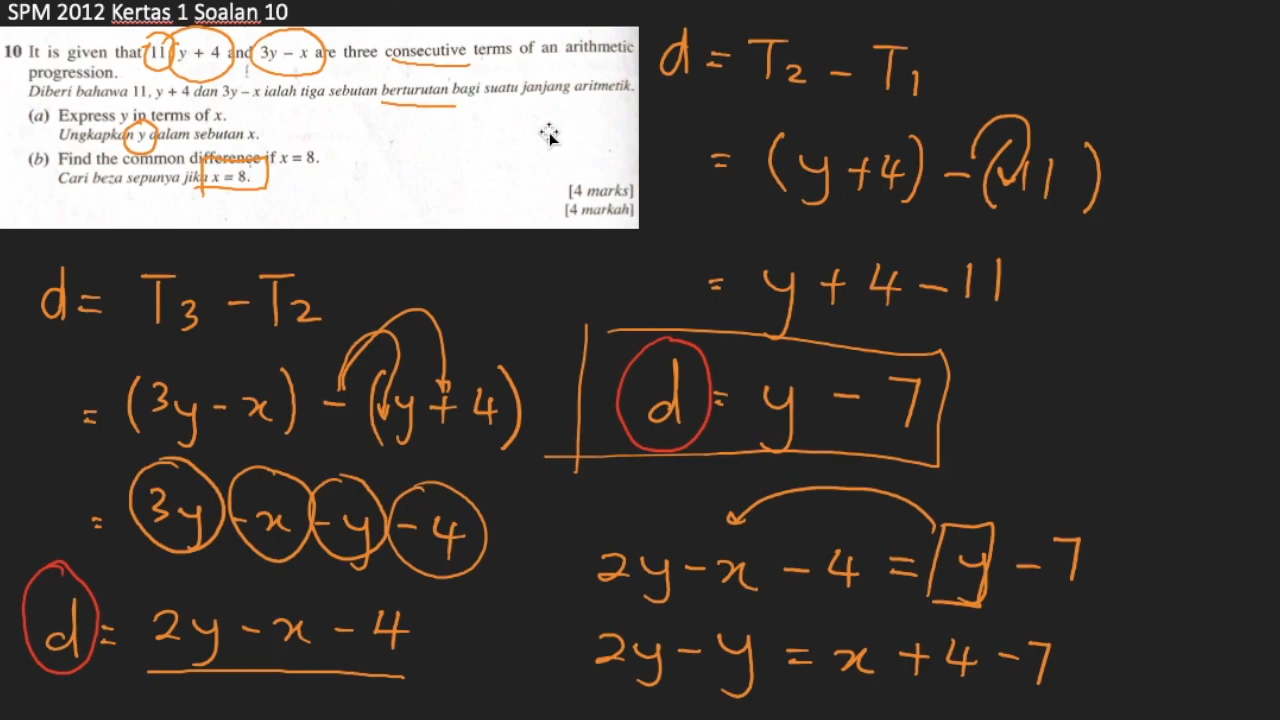 SPM 2012 Kertas 1 Soalan 10
10 It is given that 11, y + 4 and 3y – x are three consecutive terms of an arithmetic
progression.
Diberi bahawa 11, y + 4 dan 3y – x ialah tiga sebutan berturutan bagi suatu janjang aritmetik.
(a) Express y in terms of x.
Ungkapkan y dalam sebutan x.
(b) Find the common difference if x = 8.
Cari beza sepunya jika x = 8.
[4 marks]
[4 markah]
d = T₂ – T₁
= (y + 4) – (11)
= y + 4 – 11
d = y – 7
d = T₃ – T₂
= (3y – x) – (y + 4)
= 3y – x – y – 4
d = 2y – x – 4
2y – x – 4 = y – 7
2y – y = x + 4 – 7